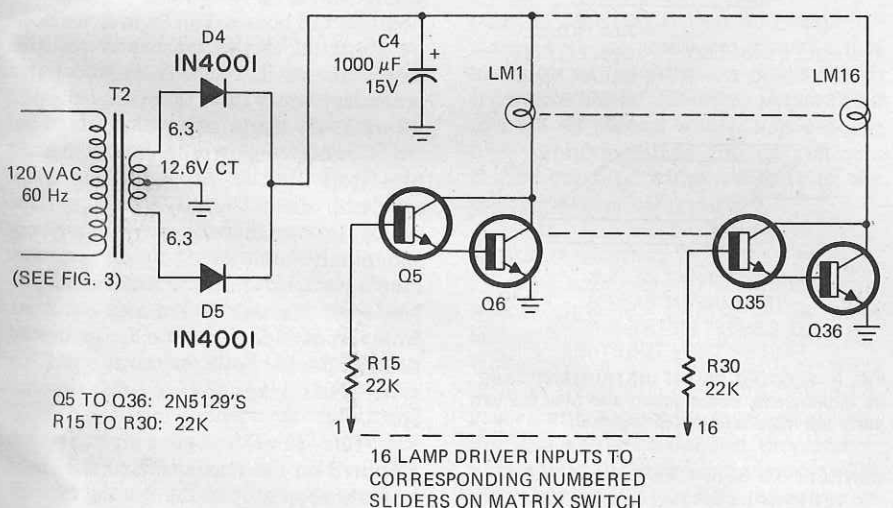 D4
IN4001
T2
6.3
120 VAC
60 Hz
12.6V CT
6.3
(SEE FIG. 3)
D5
IN4001
C4
1000 µF
15V
+
LM1
LM16
Q5
Q6
Q35
Q36
R15
22K
R30
22K
1
16
Q5 TO Q36: 2N5129'S
R15 TO R30: 22K
16 LAMP DRIVER INPUTS TO
CORRESPONDING NUMBERED
SLIDERS ON MATRIX SWITCH